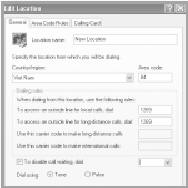 Edit Location
General Area Code Rules Calling Card
Location name: New Location
Specify the location from which you will be dialing.
Country/region: Area code:
Viet Nam 84
Dialing rules
When dialing from this location, use the following rules:
To access an outside line for local calls, dial: 1269
To access an outside line for long-distance calls, dial: 1269
Use this carrier code to make long-distance calls:
Use this carrier code to make international calls:
To disable call waiting, dial:
Dial using: Tone Pulse